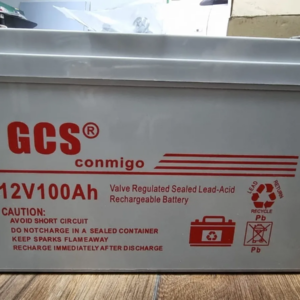 GCS®
conmigo
12V100Ah
Valve Regulated Sealed Lead-Acid
Rechargeable Battery
CAUTION:
AVOID SHORT CIRCUIT
DO NOTCHARGE IN A SEALED CONTAINER
KEEP SPARKS FLAMEAWAY
RECHARGE IMMEDIATELY AFTER DISCHARGE
LEAD
RECYCLE
Pb
Pb